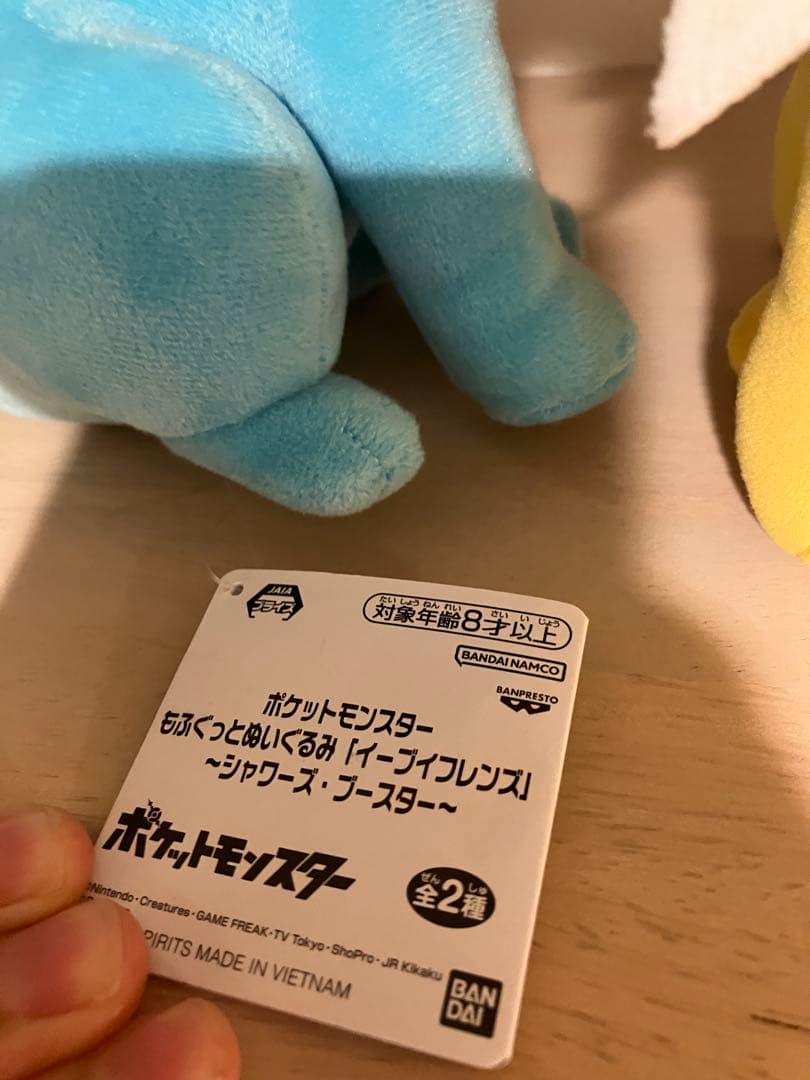 JAIA
プライズ
たいしょうねんれい さいいじょう
対象年齢8才以上
BANDAI NAMCO
BANPRESTO
ポケットモンスター
もふぐっとぬいぐるみ「イーブイフレンズ」
～シャワーズ・ブースター～
ポケットモンスター
ぜん しゅ
全2種
©Nintendo・Creatures・GAME FREAK・TV Tokyo・ShoPro・JR Kikaku
PIRITS MADE IN VIETNAM
BAN
DAI